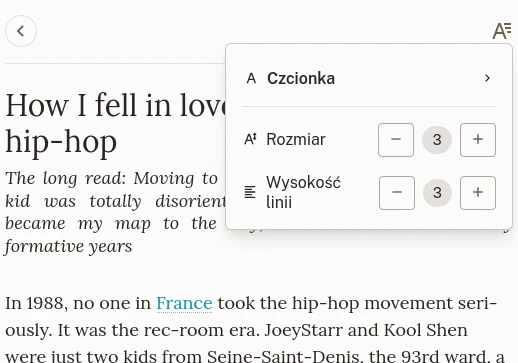 A
Czcionka
Rozmiar
3
Wysokość
linii
3
How I fell in love
hip-hop
The long read: Moving to
kid was totally disorient
became my map to the
formative years
In 1988, no one in France took the hip-hop movement seri-
ously. It was the rec-room era. JoeyStarr and Kool Shen
were just two kids from Seine-Saint-Denis, the 93rd ward, a